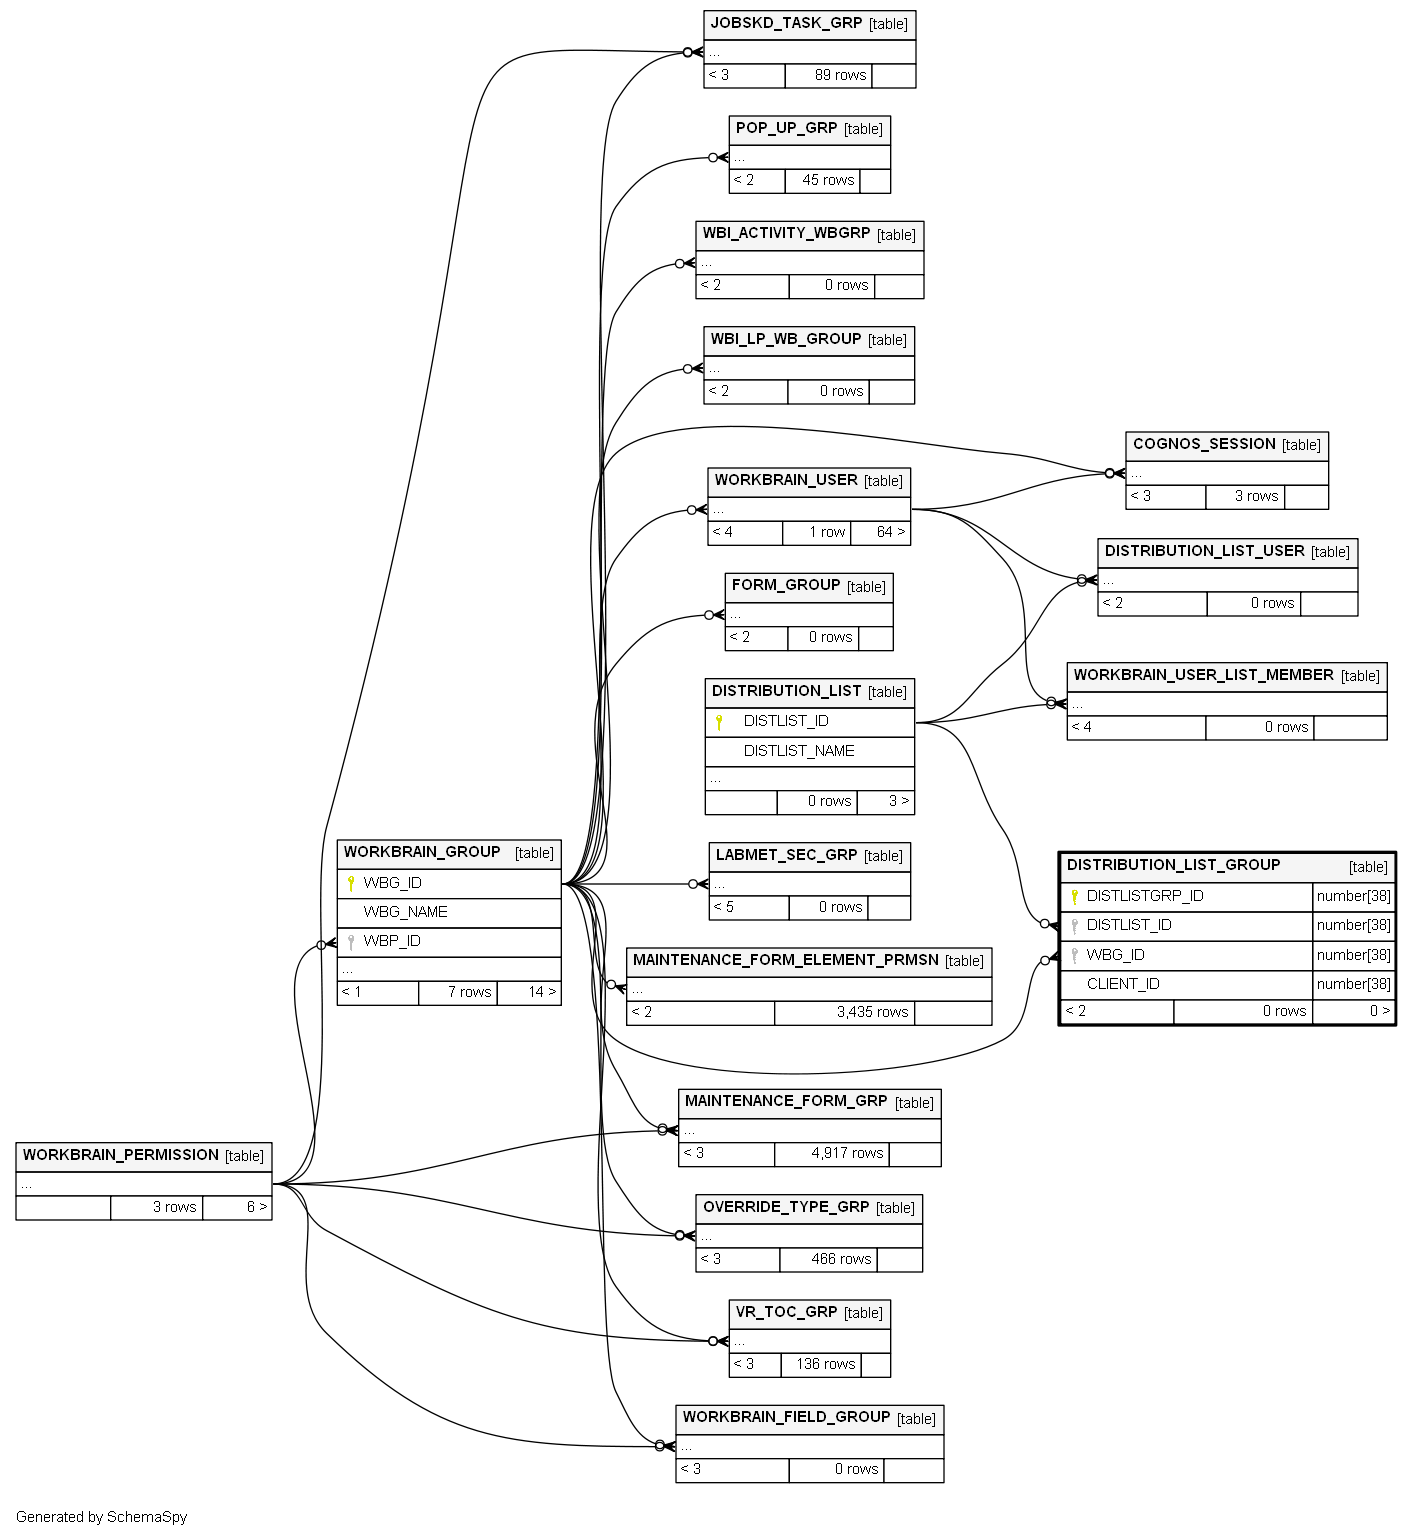 JOBSKD_TASK_GRP [table]
...
< 3 89 rows
POP_UP_GRP [table]
...
< 2 45 rows
WBI_ACTIVITY_WBGRP [table]
...
< 2 0 rows
WBI_LP_WB_GROUP [table]
...
< 2 0 rows
COGNOS_SESSION [table]
...
< 3 3 rows
WORKBRAIN_USER [table]
...
< 4 1 row 64 >
DISTRIBUTION_LIST_USER [table]
...
< 2 0 rows
FORM_GROUP [table]
...
< 2 0 rows
WORKBRAIN_USER_LIST_MEMBER [table]
...
< 4 0 rows
DISTRIBUTION_LIST [table]
DISTLIST_ID
DISTLIST_NAME
...
0 rows 3 >
WORKBRAIN_GROUP [table]
WBG_ID
WBG_NAME
WBP_ID
...
< 1 7 rows 14 >
LABMET_SEC_GRP [table]
...
< 5 0 rows
DISTRIBUTION_LIST_GROUP [table]
DISTLISTGRP_ID number[38]
DISTLIST_ID number[38]
WBG_ID number[38]
CLIENT_ID number[38]
< 2 0 rows 0 >
MAINTENANCE_FORM_ELEMENT_PRMSN [table]
...
< 2 3,435 rows
MAINTENANCE_FORM_GRP [table]
...
< 3 4,917 rows
WORKBRAIN_PERMISSION [table]
...
3 rows 6 >
OVERRIDE_TYPE_GRP [table]
...
< 3 466 rows
VR_TOC_GRP [table]
...
< 3 136 rows
WORKBRAIN_FIELD_GROUP [table]
...
< 3 0 rows
Generated by SchemaSpy